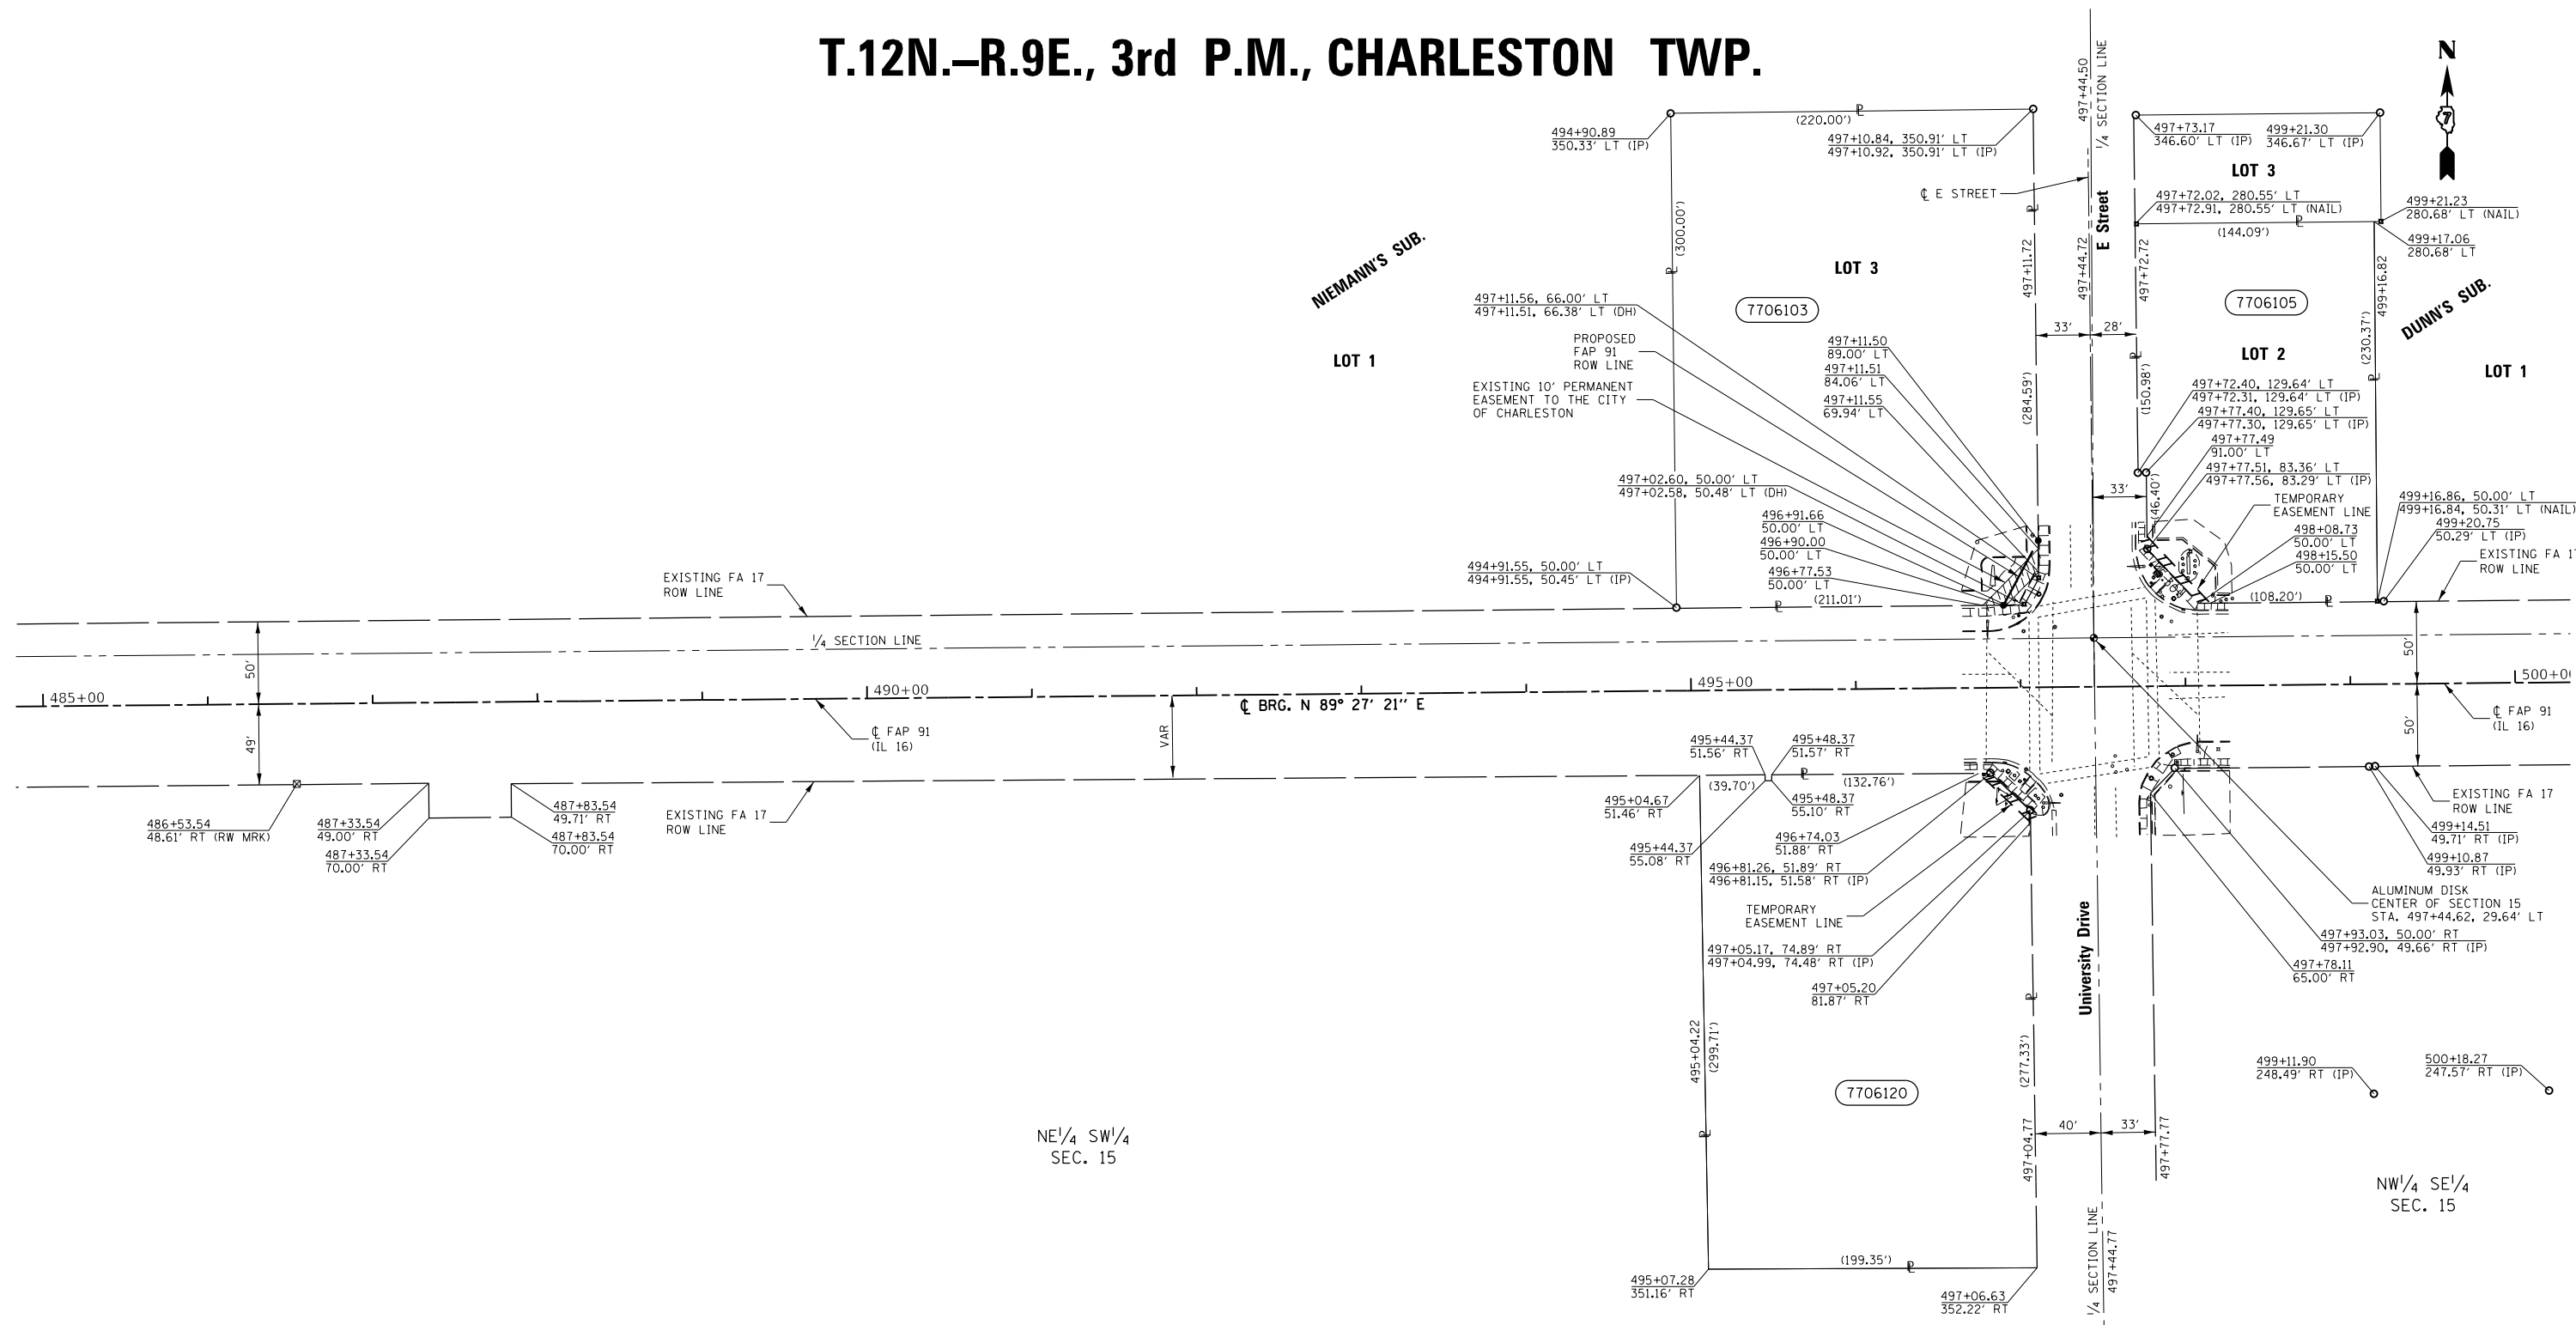 T.12N.–R.9E., 3rd P.M., CHARLESTON TWP.
N
7
494+90.89
350.33' LT (IP)
(220.00')
497+10.84, 350.91' LT
497+10.92, 350.91' LT (IP)
497+44.50
1/4 SECTION LINE
497+73.17
346.60' LT (IP)
499+21.30
346.67' LT (IP)
LOT 3
℄ E STREET
E Street
497+72.02, 280.55' LT
497+72.91, 280.55' LT (NAIL)
499+21.23
280.68' LT (NAIL)
(144.09')
499+17.06
280.68' LT
(300.00')
NIEMANN'S SUB.
LOT 3
497+11.72
497+44.72
497+72.72
499+16.82
7706103
7706105
DUNN'S SUB.
497+11.56, 66.00' LT
497+11.51, 66.38' LT (DH)
33'
28'
(230.37')
PROPOSED
FAP 91
ROW LINE
497+11.50
89.00' LT
LOT 1
LOT 2
LOT 1
497+11.51
84.06' LT
EXISTING 10' PERMANENT
EASEMENT TO THE CITY
OF CHARLESTON
497+11.55
69.94' LT
(284.59')
(150.98')
497+72.40, 129.64' LT
497+72.31, 129.64' LT (IP)
497+77.40, 129.65' LT
497+77.30, 129.65' LT (IP)
497+77.49
91.00' LT
497+02.60, 50.00' LT
497+02.58, 50.48' LT (DH)
33'
(46.40')
497+77.51, 83.36' LT
497+77.56, 83.29' LT (IP)
TEMPORARY
EASEMENT LINE
499+16.86, 50.00' LT
499+16.84, 50.31' LT (NAIL)
496+91.66
50.00' LT
499+20.75
50.29' LT (IP)
498+08.73
50.00' LT
496+90.00
50.00' LT
498+15.50
50.00' LT
EXISTING FA 1
ROW LINE
494+91.55, 50.00' LT
494+91.55, 50.45' LT (IP)
496+77.53
50.00' LT
EXISTING FA 17
ROW LINE
(211.01')
(108.20')
1/4 SECTION LINE
50'
50'
485+00
490+00
495+00
500+0
℄ BRG. N 89° 27' 21" E
℄ FAP 91
(IL 16)
℄ FAP 91
(IL 16)
49'
VAR
50'
495+44.37
51.56' RT
495+48.37
51.57' RT
(39.70')
(132.76')
495+04.67
51.46' RT
495+48.37
55.10' RT
486+53.54
48.61' RT (RW MRK)
487+33.54
49.00' RT
487+33.54
70.00' RT
487+83.54
49.71' RT
487+83.54
70.00' RT
EXISTING FA 17
ROW LINE
EXISTING FA 17
ROW LINE
495+44.37
55.08' RT
496+74.03
51.88' RT
496+81.26, 51.89' RT
496+81.15, 51.58' RT (IP)
499+14.51
49.71' RT (IP)
499+10.87
49.93' RT (IP)
ALUMINUM DISK
CENTER OF SECTION 15
STA. 497+44.62, 29.64' LT
TEMPORARY
EASEMENT LINE
University Drive
497+93.03, 50.00' RT
497+92.90, 49.66' RT (IP)
497+05.17, 74.89' RT
497+04.99, 74.48' RT (IP)
497+78.11
65.00' RT
497+05.20
81.87' RT
495+04.22
(299.71')
(277.33')
499+11.90
248.49' RT (IP)
500+18.27
247.57' RT (IP)
7706120
NE1/4 SW1/4
SEC. 15
40'
33'
497+04.77
497+77.77
NW1/4 SE1/4
SEC. 15
1/4 SECTION LINE
497+44.77
(199.35')
495+07.28
351.16' RT
497+06.63
352.22' RT